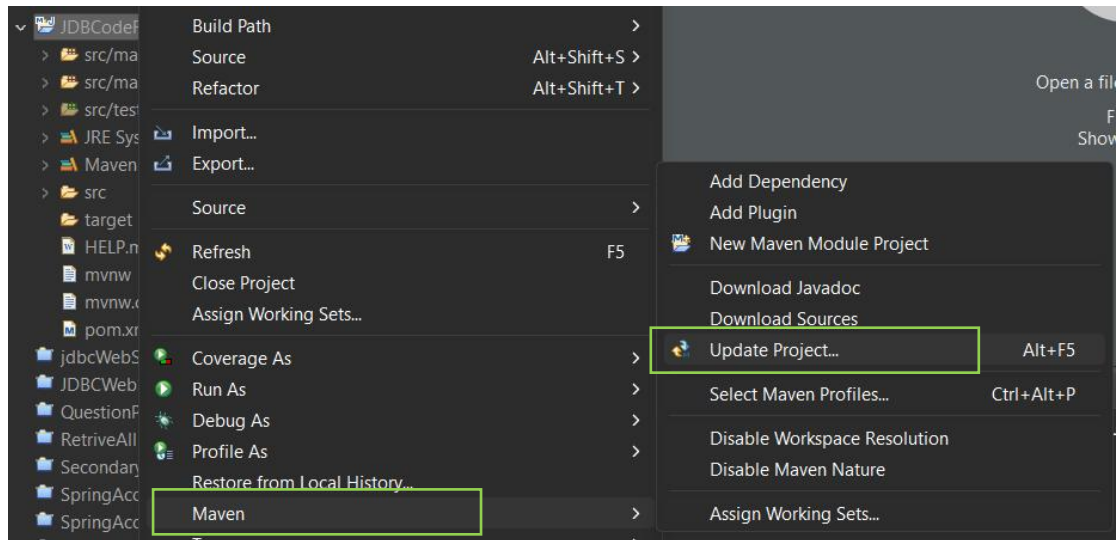 JDBCodeF
src/ma
src/ma
src/test
JRE Sys
Maven
src
target
HELP.m
mvnw
mvnw.c
pom.xm
jdbcWebS
JDBCWeb
QuestionP
RetriveAll
Secondary
SpringAcc
SpringAcc
Build Path
Source Alt+Shift+S
Refactor Alt+Shift+T
Import...
Export...
Source
Refresh F5
Close Project
Assign Working Sets...
Coverage As
Run As
Debug As
Profile As
Restore from Local History...
Maven
Open a file
Show
Add Dependency
Add Plugin
New Maven Module Project
Download Javadoc
Download Sources
Update Project... Alt+F5
Select Maven Profiles... Ctrl+Alt+P
Disable Workspace Resolution
Disable Maven Nature
Assign Working Sets...